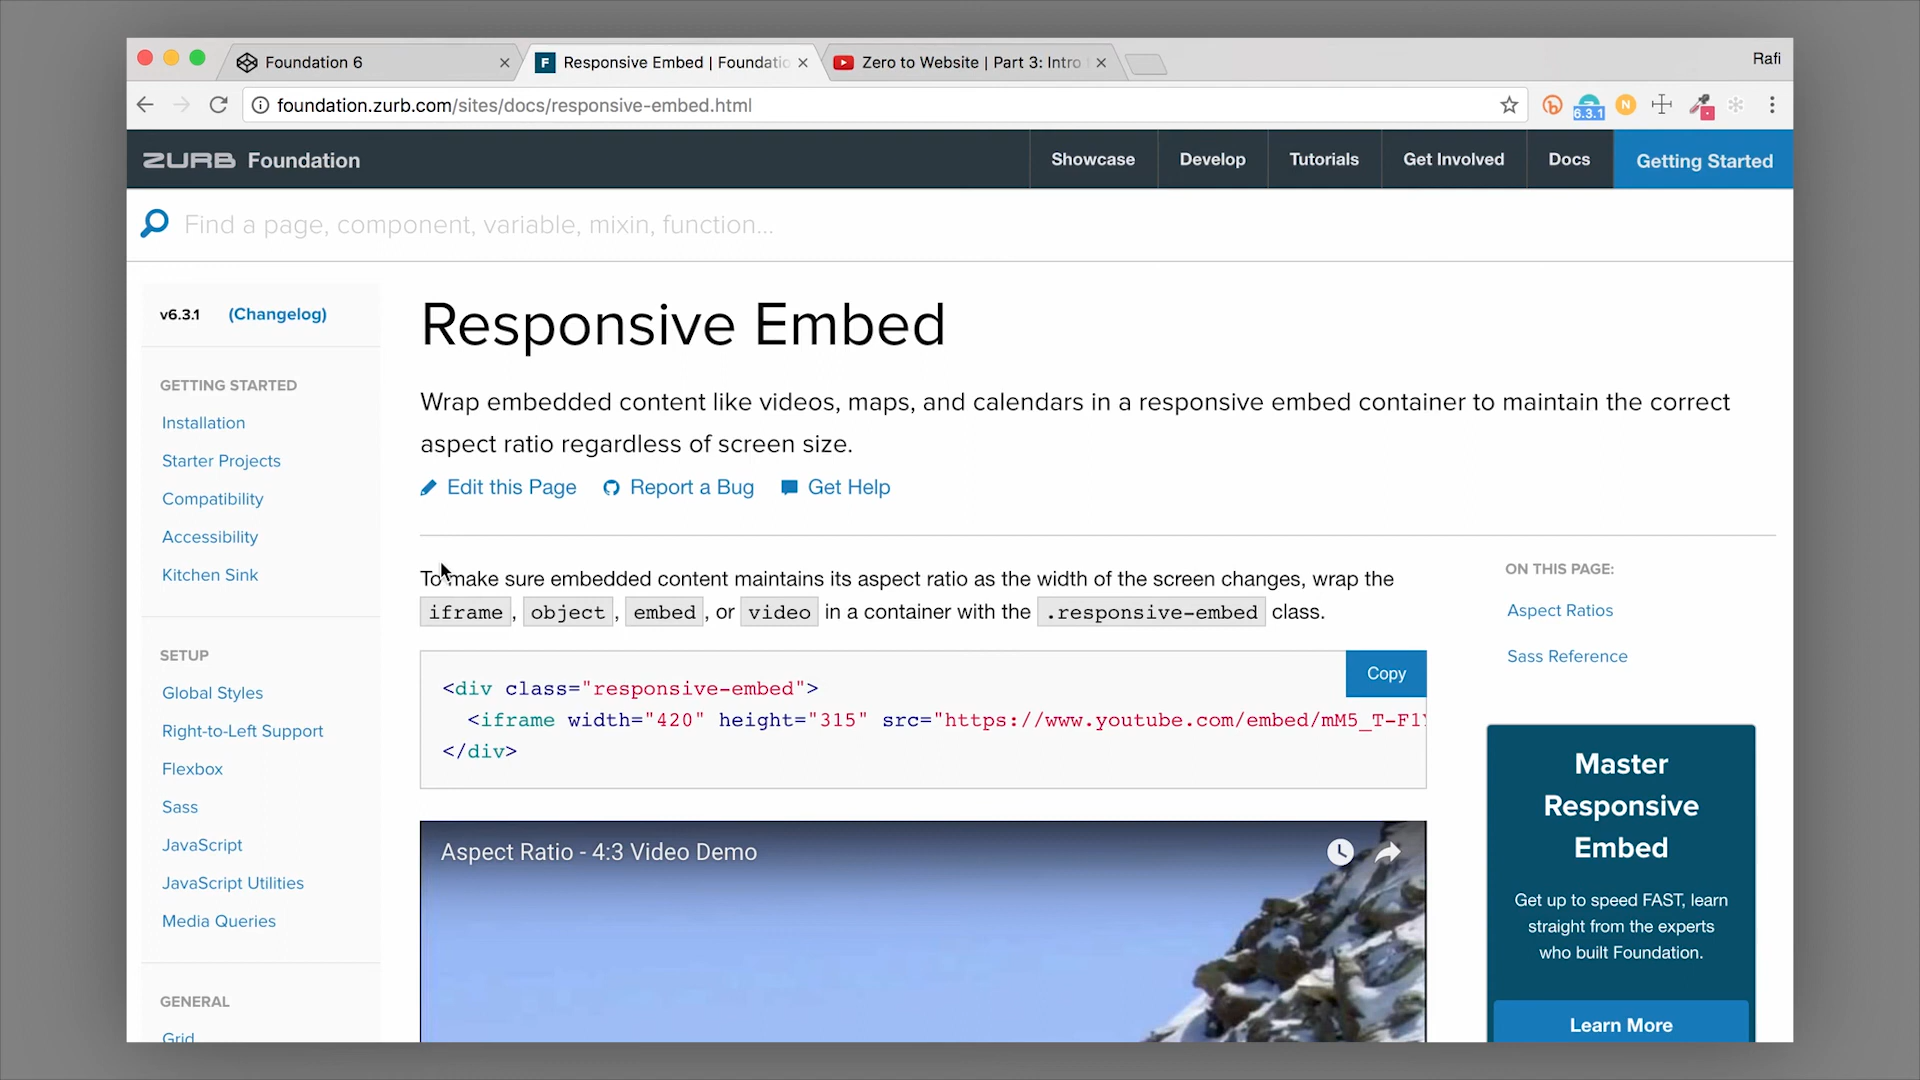 Foundation 6
Responsive Embed | Foundatio
Zero to Website | Part 3: Intro
Rafi
foundation.zurb.com/sites/docs/responsive-embed.html
6.3.1
N
ZURB Foundation
Showcase
Develop
Tutorials
Get Involved
Docs
Getting Started
Find a page, component, variable, mixin, function...
v6.3.1 (Changelog)
GETTING STARTED
Installation
Starter Projects
Compatibility
Accessibility
Kitchen Sink
SETUP
Global Styles
Right-to-Left Support
Flexbox
Sass
JavaScript
JavaScript Utilities
Media Queries
GENERAL
Grid
Responsive Embed
Wrap embedded content like videos, maps, and calendars in a responsive embed container to maintain the correct
aspect ratio regardless of screen size.
Edit this Page
Report a Bug
Get Help
To make sure embedded content maintains its aspect ratio as the width of the screen changes, wrap the
iframe, object, embed, or video in a container with the .responsive-embed class.
Copy
<div class="responsive-embed">
<iframe width="420" height="315" src="https://www.youtube.com/embed/mM5_T-F1Y
</div>
Aspect Ratio - 4:3 Video Demo
ON THIS PAGE:
Aspect Ratios
Sass Reference
Master
Responsive
Embed
Get up to speed FAST, learn
straight from the experts
who built Foundation.
Learn More